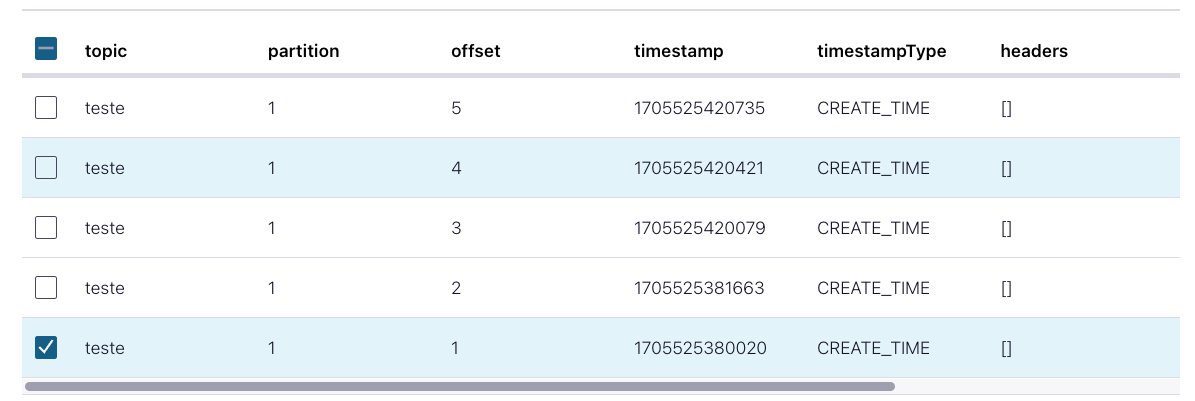 topic partition offset timestamp timestampType headers
teste 1 5 1705525420735 CREATE_TIME []
teste 1 4 1705525420421 CREATE_TIME []
teste 1 3 1705525420079 CREATE_TIME []
teste 1 2 1705525381663 CREATE_TIME []
teste 1 1 1705525380020 CREATE_TIME []